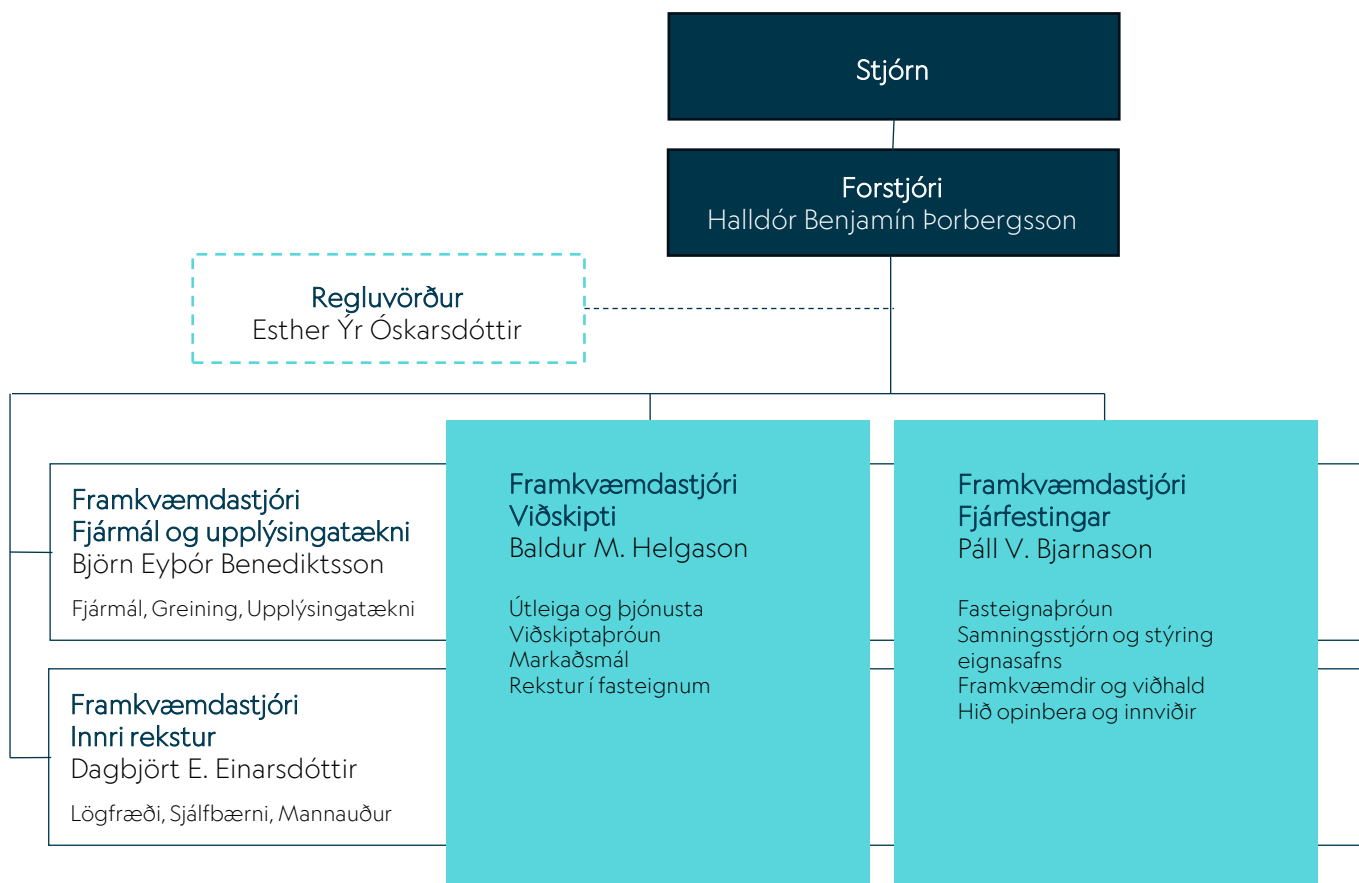 Stjórn
Forstjóri
Halldór Benjamín Þorbergsson
Regluvörður
Esther Ýr Óskarsdóttir
Framkvæmdastjóri
Fjármál og upplýsingatækni
Björn Eyþór Benediktsson
Fjármál, Greining, Upplýsingatækni
Framkvæmdastjóri
Innri rekstur
Dagbjört E. Einarsdóttir
Lögfræði, Sjálfbærni, Mannauður
Framkvæmdastjóri
Viðskipti
Baldur M. Helgason
Útleiga og þjónusta
Viðskiptaþróun
Markaðsmál
Rekstur í fasteignum
Framkvæmdastjóri
Fjárfestingar
Páll V. Bjarnason
Fasteignaþróun
Samningsstjórn og stýring
eignasafns
Framkvæmdir og viðhald
Hið opinbera og innviðir